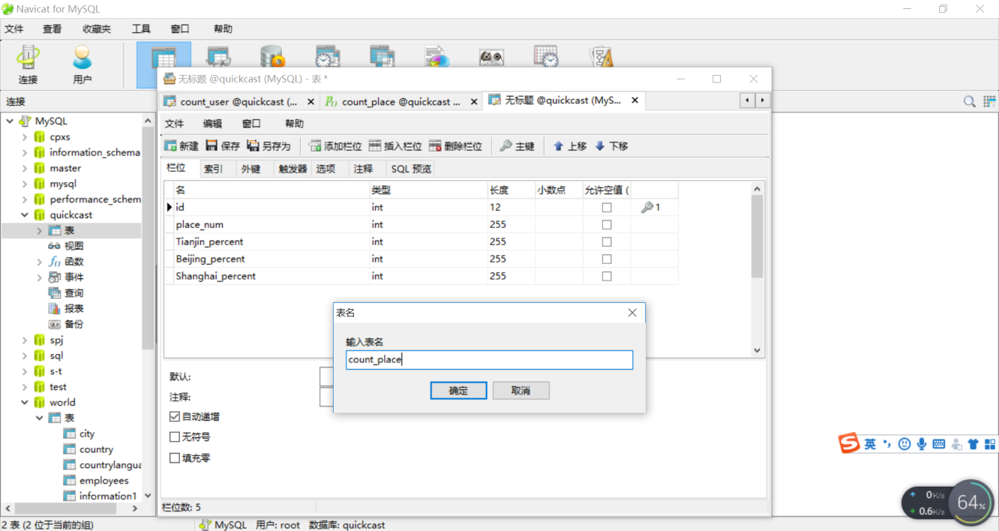 Navicat for MySQL
文件 查看 收藏夹 工具 窗口 帮助
连接 用户
无标题 @quickcast (MySQL) - 表 *
连接
count_user @quickcast (... count_place @quickcast ... 无标题 @quickcast (MyS...
文件 编辑 窗口 帮助
新建 保存 另存为 添加栏位 插入栏位 删除栏位 主键 上移 下移
栏位 索引 外键 触发器 选项 注释 SQL 预览
名 类型 长度 小数点 允许空值 (
id int 12 1
place_num int 255
Tianjin_percent int 255
Beijing_percent int 255
Shanghai_percent int 255
MySQL
cpxs
information_schema
master
mysql
performance_schem
quickcast
表
视图
函数
事件
查询
报表
备份
spj
sql
s-t
test
world
表
city
country
countrylangua
employees
information1
表名
输入表名
count_place
确定 取消
默认:
注释:
自动递增
无符号
填充零
栏位数: 5
英
0K/s
0.6K/s
64%
2 表 (2 位于当前的组) MySQL 用户: root 数据库: quickcast